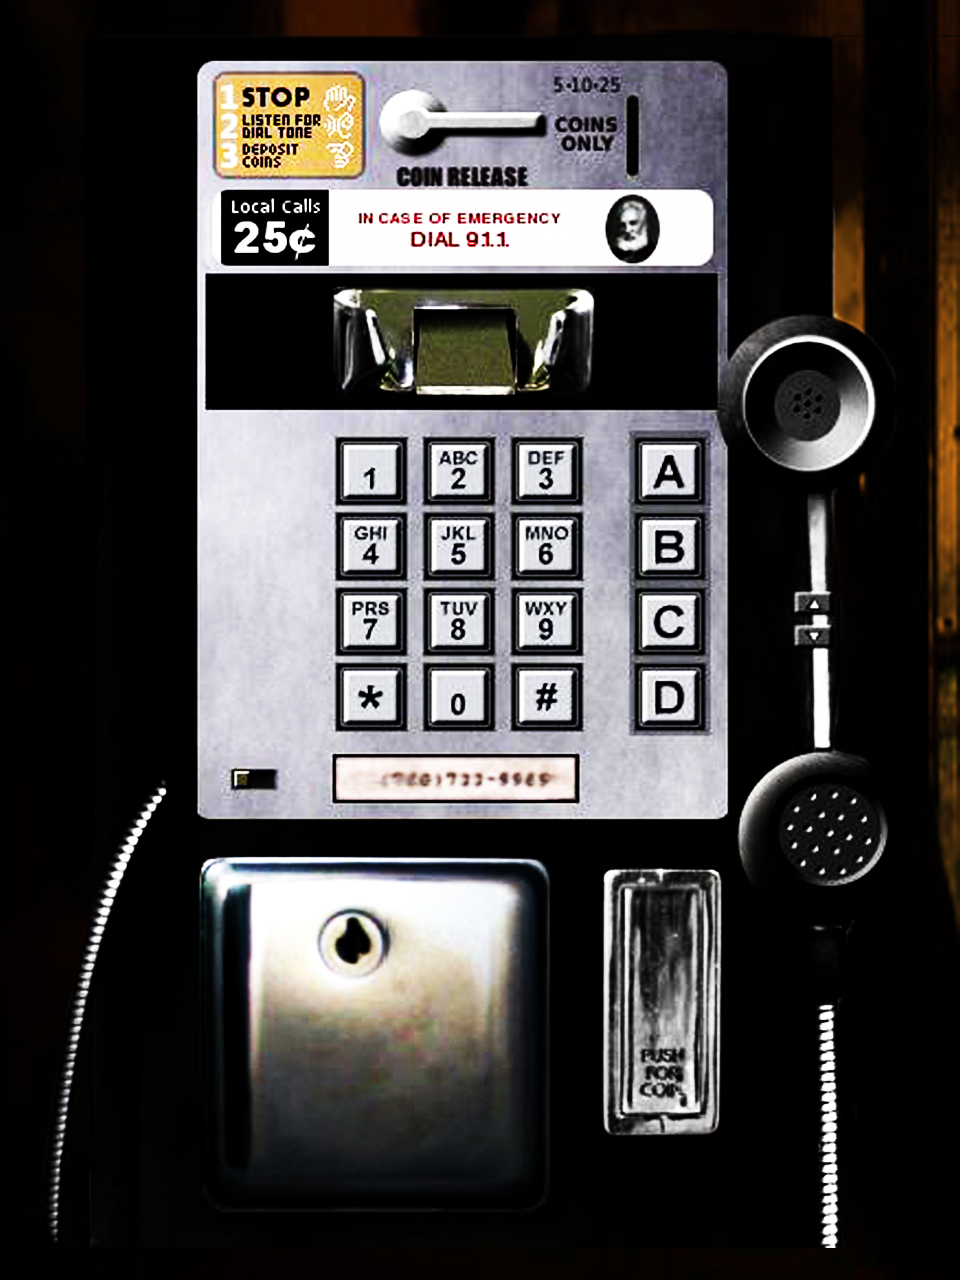 1 STOP
2 LISTEN FOR
DIAL TONE
3 DEPOSIT
COINS
5·10·25
COINS
ONLY
COIN RELEASE
Local Calls
25¢
IN CASE OF EMERGENCY
DIAL 911.
1
ABC
2
DEF
3
A
GHI
4
JKL
5
MNO
6
B
PRS
7
TUV
8
WXY
9
C
*
0
#
D
PUSH
FOR